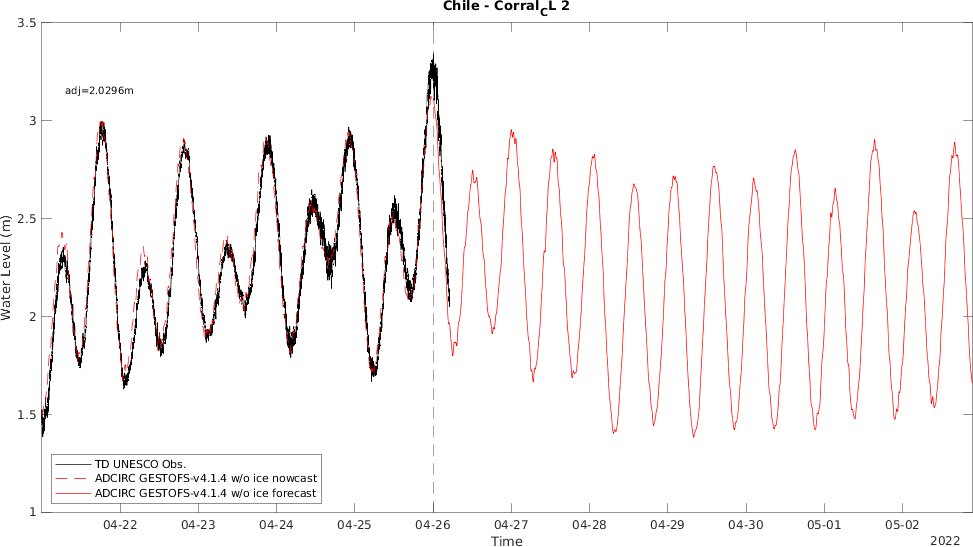 Chile - Corral_CL 2
3.5
adj=2.0296m
3
2.5
Water Level (m)
2
1.5
TD UNESCO Obs.
ADCIRC GESTOFS-v4.1.4 w/o ice nowcast
ADCIRC GESTOFS-v4.1.4 w/o ice forecast
1
04-22 04-23 04-24 04-25 04-26 04-27 04-28 04-29 04-30 05-01 05-02
Time
2022